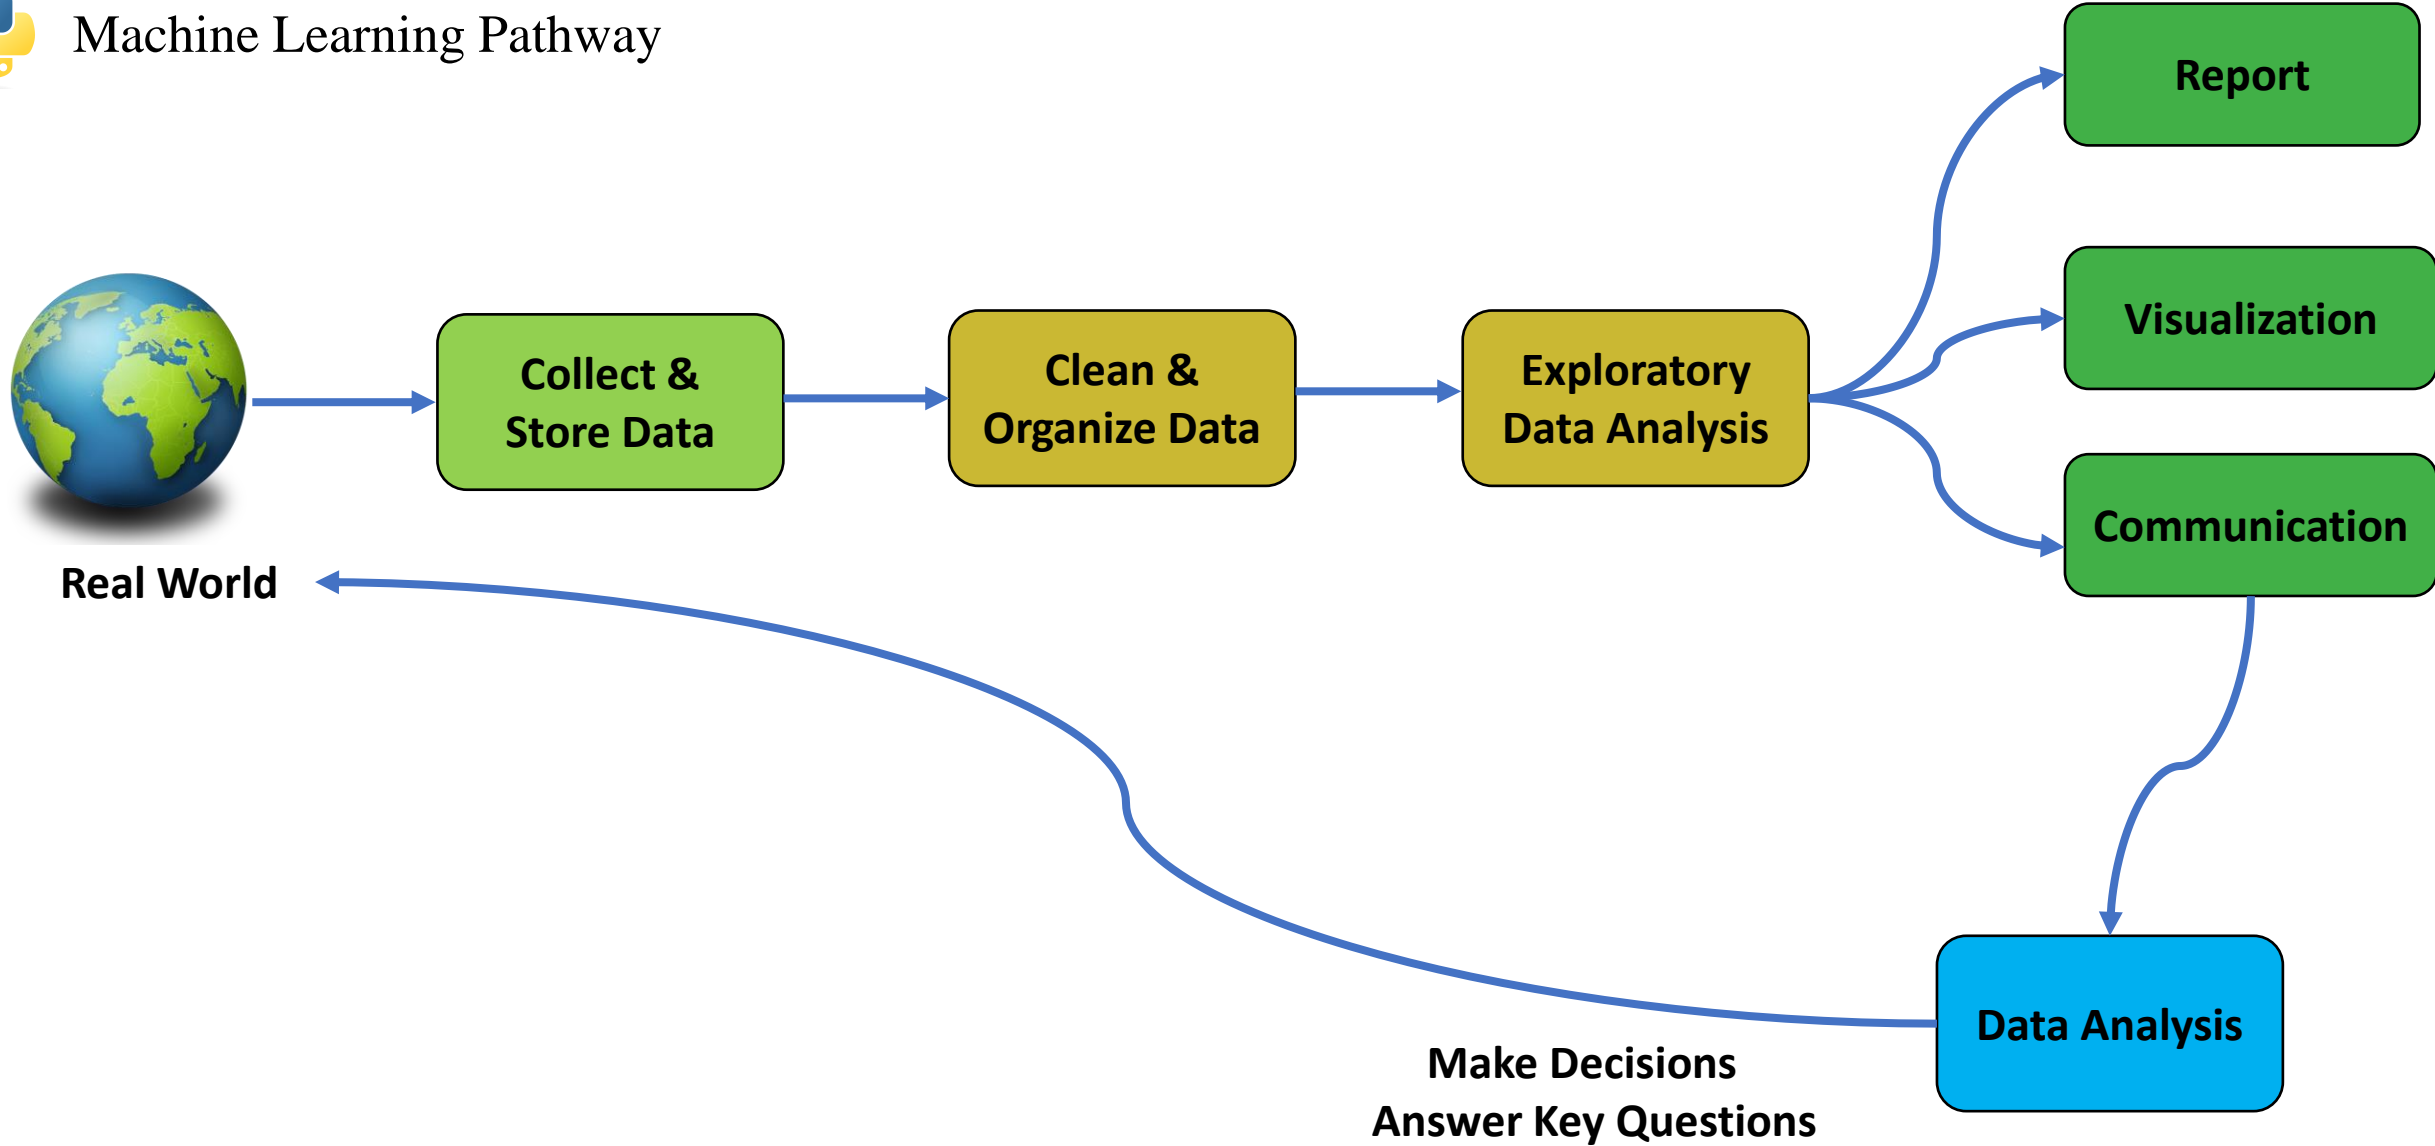 Machine Learning Pathway
Report
Visualization
Collect &
Store Data
Clean &
Organize Data
Exploratory
Data Analysis
Communication
Real World
Data Analysis
Make Decisions
Answer Key Questions